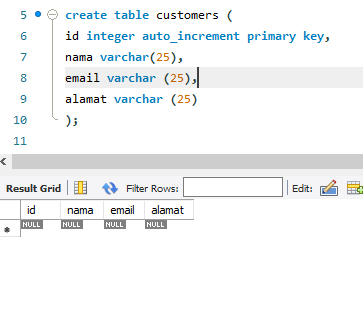 5 create table customers (
6 id integer auto_increment primary key,
7 nama varchar(25),
8 email varchar (25),
9 alamat varchar (25)
10 );
11
Result Grid Filter Rows: Edit:
id nama email alamat
* NULL NULL NULL NULL